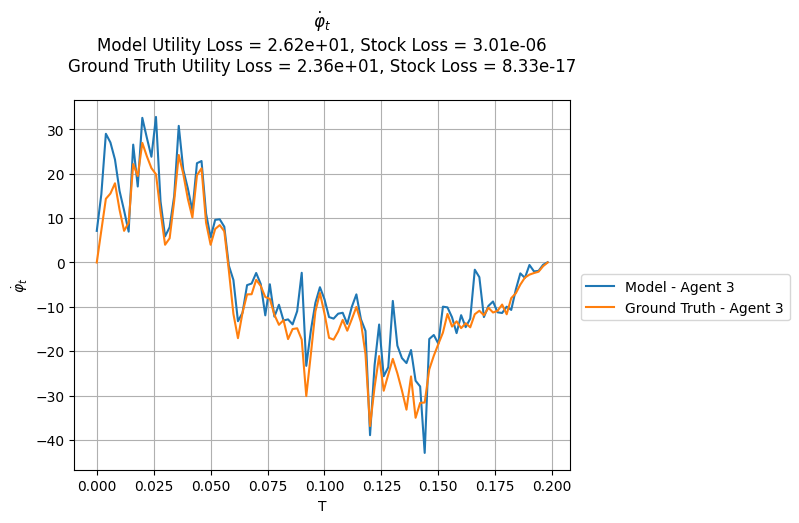 φ̇ₜ
Model Utility Loss = 2.62e+01, Stock Loss = 3.01e-06
Ground Truth Utility Loss = 2.36e+01, Stock Loss = 8.33e-17
30
20
10
0
−10
−20
−30
−40
φ̇ₜ
0.000 0.025 0.050 0.075 0.100 0.125 0.150 0.175 0.200
T
Model - Agent 3
Ground Truth - Agent 3